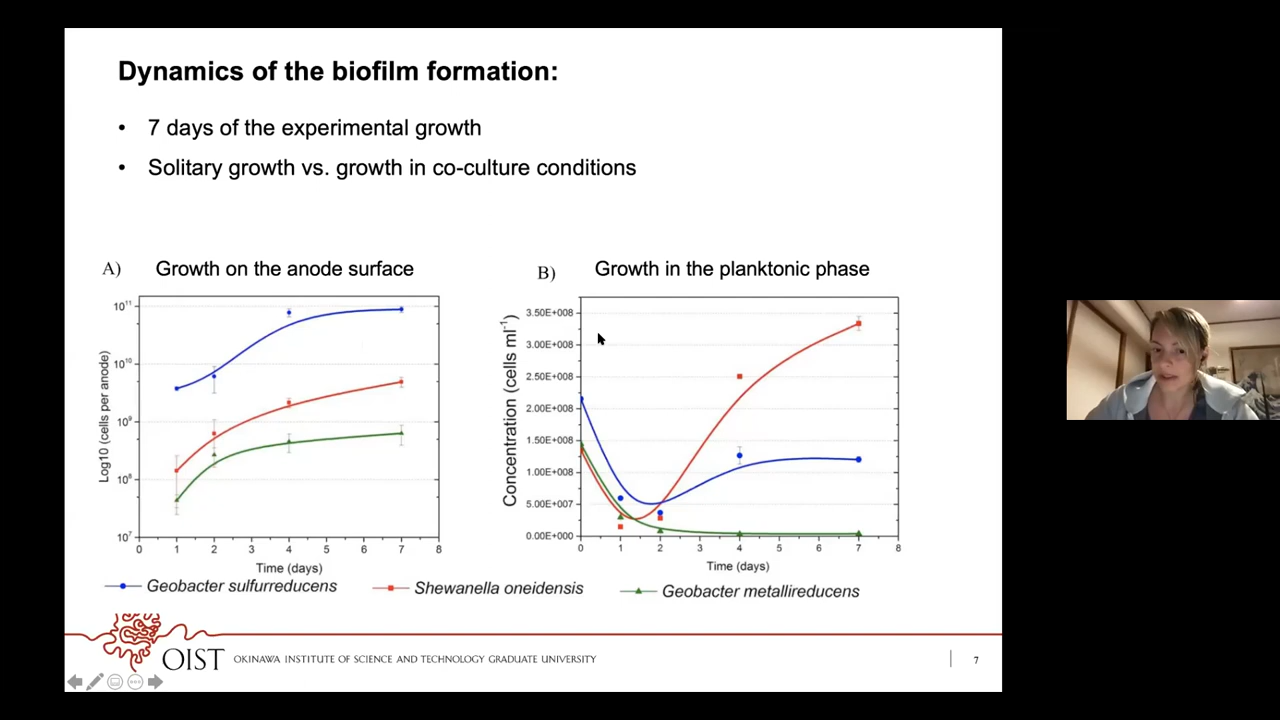 Dynamics of the biofilm formation:
• 7 days of the experimental growth
• Solitary growth vs. growth in co-culture conditions
A) Growth on the anode surface
10¹¹
10¹⁰
10⁹
10⁸
10⁷
Log10 (cells per anode)
0 1 2 3 4 5 6 7 8
Time (days)
B) Growth in the planktonic phase
3.50E+008
3.00E+008
2.50E+008
2.00E+008
1.50E+008
1.00E+008
5.00E+007
0.00E+000
Concentration (cells ml⁻¹)
0 1 2 3 4 5 6 7 8
Time (days)
Geobacter sulfurreducens
Shewanella oneidensis
Geobacter metallireducens
OIST OKINAWA INSTITUTE OF SCIENCE AND TECHNOLOGY GRADUATE UNIVERSITY
7